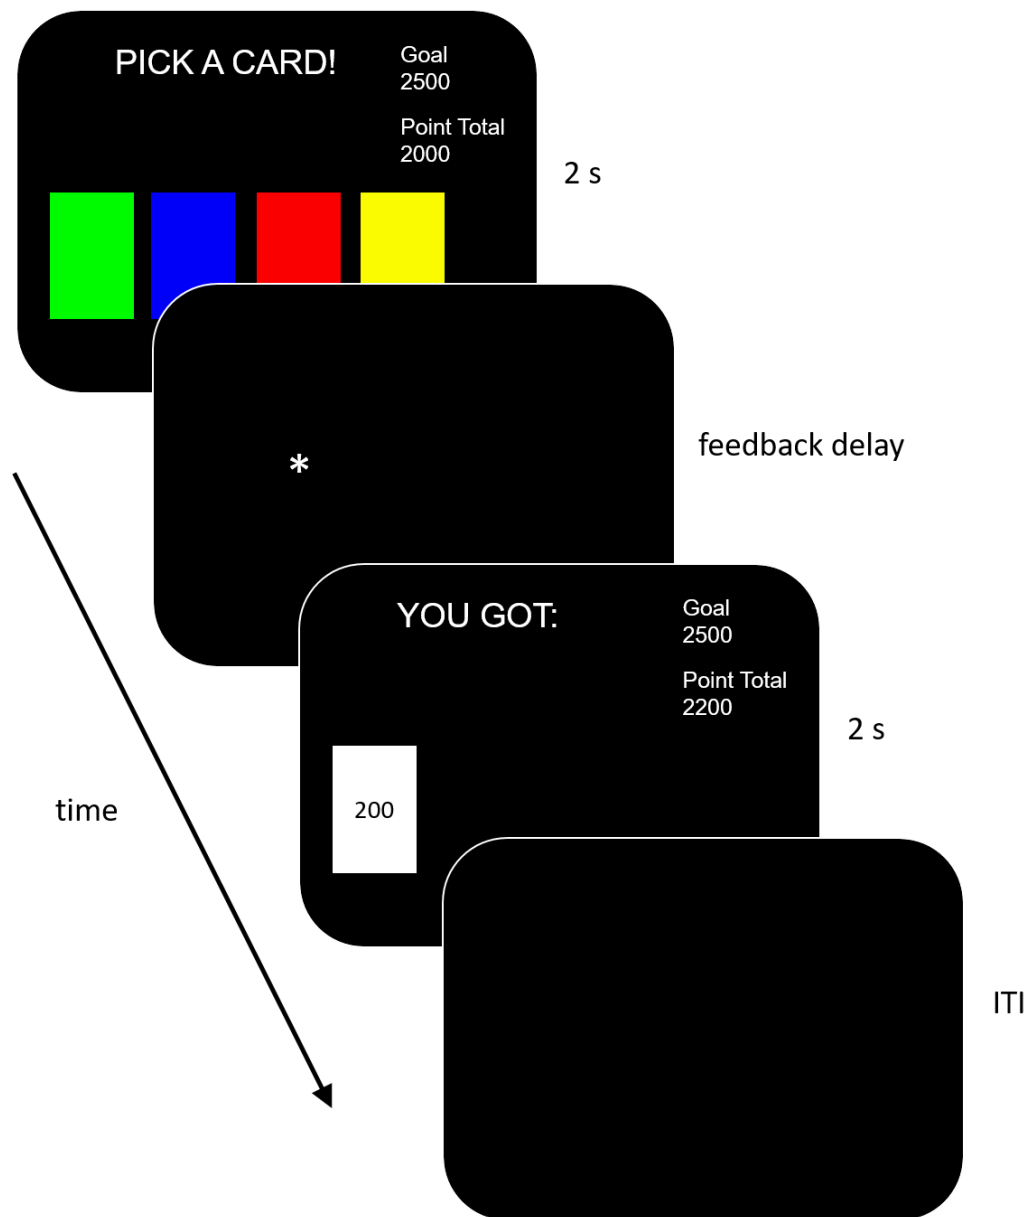 PICK A CARD!
Goal
2500
Point Total
2000
2 s
*
feedback delay
YOU GOT:
Goal
2500
Point Total
2200
2 s
200
time
ITI